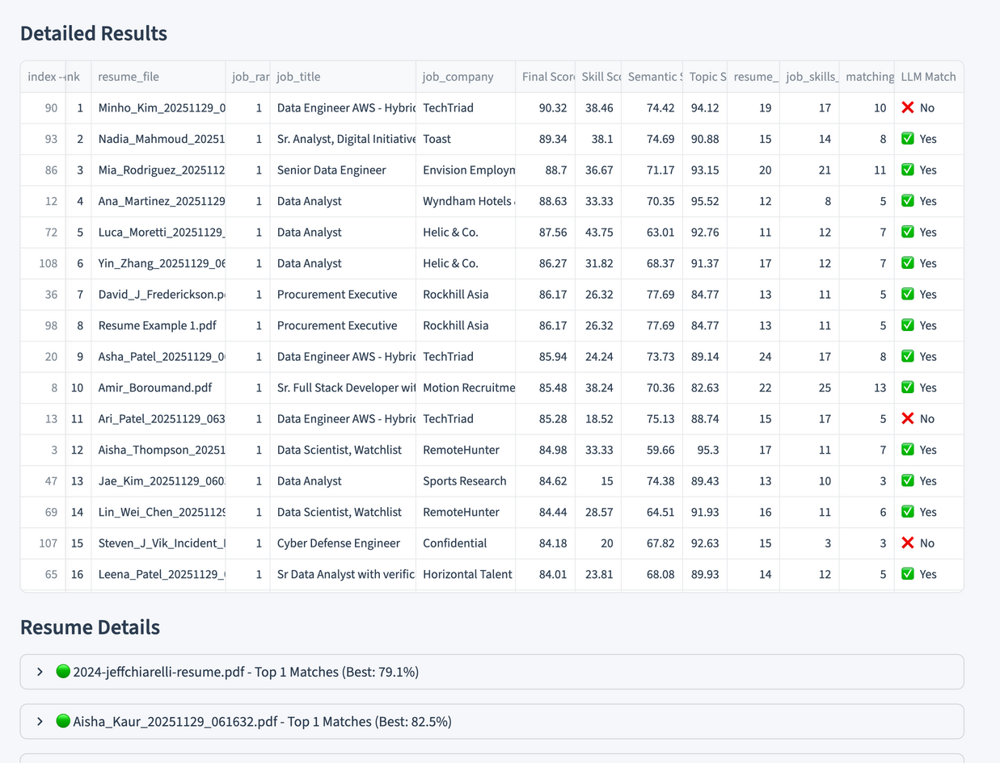 Detailed Results
index nk resume_file job_rar job_title job_company Final Score Skill Sc Semantic S Topic S resume_ job_skills_ matching LLM Match
90 1 Minho_Kim_20251129_0 1 Data Engineer AWS - Hybric TechTriad 90.32 38.46 74.42 94.12 19 17 10 ❌ No
93 2 Nadia_Mahmoud_20251 1 Sr. Analyst, Digital Initiative Toast 89.34 38.1 74.69 90.88 15 14 8 ✅ Yes
86 3 Mia_Rodriguez_2025112 1 Senior Data Engineer Envision Employm 88.7 36.67 71.17 93.15 20 21 11 ✅ Yes
12 4 Ana_Martinez_20251129 1 Data Analyst Wyndham Hotels 88.63 33.33 70.35 95.52 12 8 5 ✅ Yes
72 5 Luca_Moretti_20251129_ 1 Data Analyst Helic & Co. 87.56 43.75 63.01 92.76 11 12 7 ✅ Yes
108 6 Yin_Zhang_20251129_06 1 Data Analyst Helic & Co. 86.27 31.82 68.37 91.37 17 12 7 ✅ Yes
36 7 David_J_Frederickson.p 1 Procurement Executive Rockhill Asia 86.17 26.32 77.69 84.77 13 11 5 ✅ Yes
98 8 Resume Example 1.pdf 1 Procurement Executive Rockhill Asia 86.17 26.32 77.69 84.77 13 11 5 ✅ Yes
20 9 Asha_Patel_20251129_0 1 Data Engineer AWS - Hybric TechTriad 85.94 24.24 73.73 89.14 24 17 8 ✅ Yes
8 10 Amir_Boroumand.pdf 1 Sr. Full Stack Developer wit Motion Recruitme 85.48 38.24 70.36 82.63 22 25 13 ✅ Yes
13 11 Ari_Patel_20251129_063 1 Data Engineer AWS - Hybric TechTriad 85.28 18.52 75.13 88.74 15 17 5 ❌ No
3 12 Aisha_Thompson_20251 1 Data Scientist, Watchlist RemoteHunter 84.98 33.33 59.66 95.3 17 11 7 ✅ Yes
47 13 Jae_Kim_20251129_060 1 Data Analyst Sports Research 84.62 15 74.38 89.43 13 10 3 ✅ Yes
69 14 Lin_Wei_Chen_20251129 1 Data Scientist, Watchlist RemoteHunter 84.44 28.57 64.51 91.93 16 11 6 ✅ Yes
107 15 Steven_J_Vik_Incident_ 1 Cyber Defense Engineer Confidential 84.18 20 67.82 92.63 15 3 3 ❌ No
65 16 Leena_Patel_20251129_ 1 Sr Data Analyst with verific Horizontal Talent 84.01 23.81 68.08 89.93 14 12 5 ✅ Yes
Resume Details
2024-jeffchiarelli-resume.pdf - Top 1 Matches (Best: 79.1%)
Aisha_Kaur_20251129_061632.pdf - Top 1 Matches (Best: 82.5%)